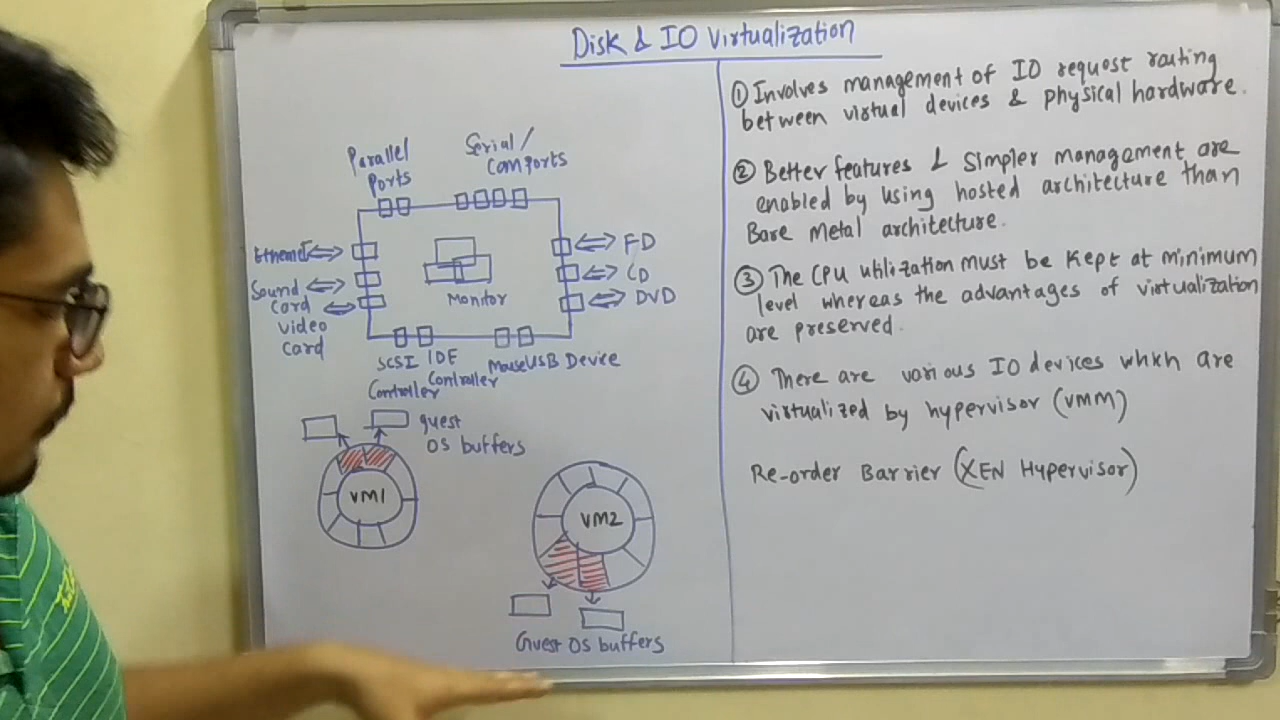 Disk & IO Virtualization
Parallel
Ports
Serial/
Com Ports
Ethernet
Sound
Card
Video
Card
Monitor
FD
CD
DVD
SCSI
Controller
IDE
Controller
Mouse
USB Device
guest
OS buffers
VM1
VM2
Guest OS buffers
① Involves management of IO request routing
between virtual devices & physical hardware.
② Better features & Simpler management are
enabled by using hosted architecture than
Bare Metal architecture.
③ The CPU utilization must be kept at minimum
level whereas the advantages of virtualization
are preserved.
④ There are various IO devices which are
virtualized by hypervisor (VMM)
Re-order Barrier (XEN Hypervisor)